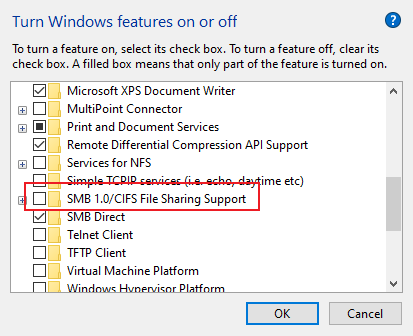 Turn Windows features on or off
To turn a feature on, select its check box. To turn a feature off, clear its
check box. A filled box means that only part of the feature is turned on.
Microsoft XPS Document Writer
MultiPoint Connector
Print and Document Services
Remote Differential Compression API Support
Services for NFS
Simple TCPIP services (i.e. echo, daytime etc)
SMB 1.0/CIFS File Sharing Support
SMB Direct
Telnet Client
TFTP Client
Virtual Machine Platform
Windows Hypervisor Platform
OK Cancel